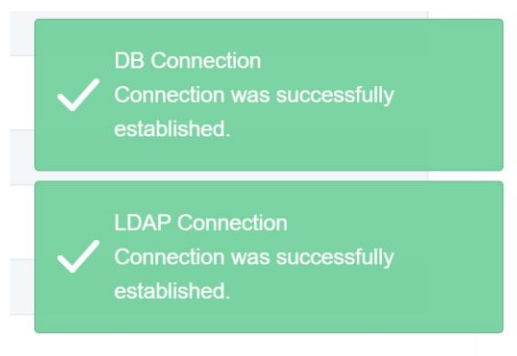 DB Connection
Connection was successfully
established.
LDAP Connection
Connection was successfully
established.